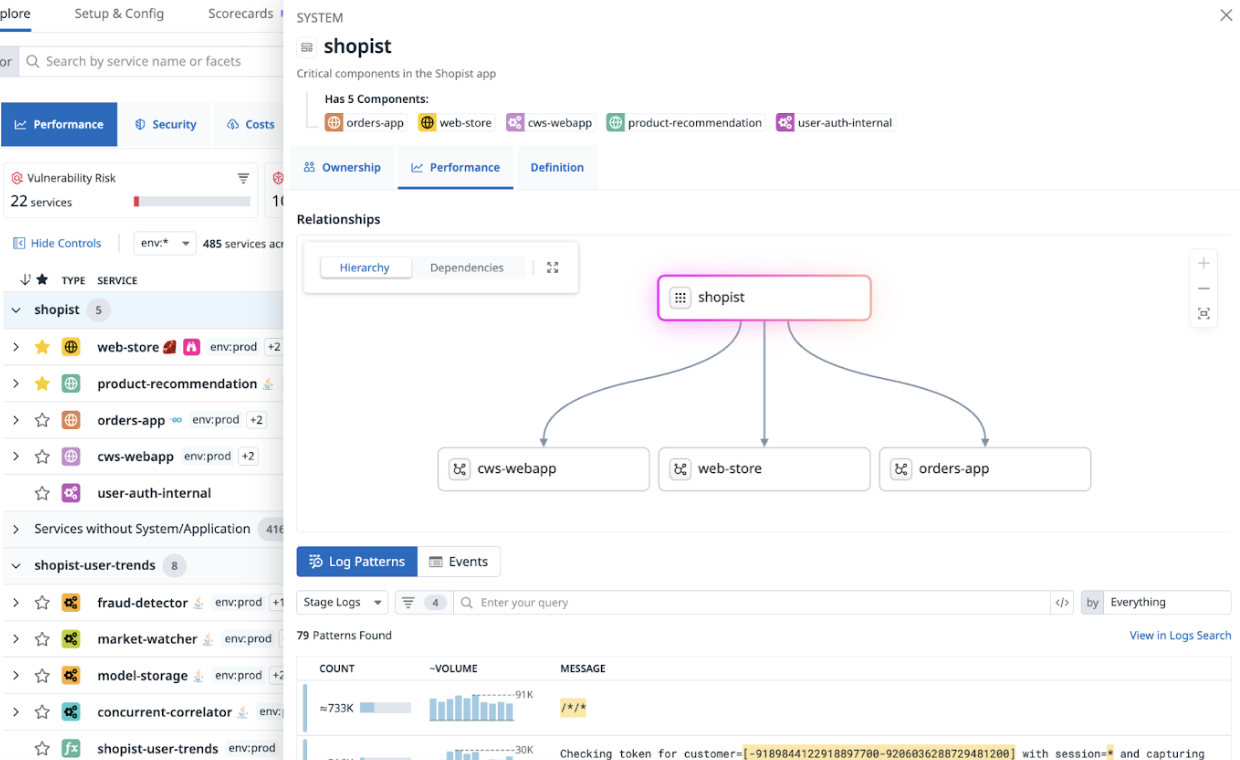 plore Setup & Config Scorecards
or Search by service name or facets
Performance Security Costs
Vulnerability Risk
22 services
Hide Controls env:* 485 services
TYPE SERVICE
shopist 5
web-store env:prod +2
product-recommendation
orders-app env:prod +2
cws-webapp env:prod +2
user-auth-internal
Services without System/Application 416
shopist-user-trends 8
fraud-detector env:prod +1
market-watcher env:prod
model-storage env:prod +2
concurrent-correlator env:
shopist-user-trends env:prod
SYSTEM
shopist
Critical components in the Shopist app
Has 5 Components:
orders-app web-store cws-webapp product-recommendation user-auth-internal
Ownership Performance Definition
Relationships
Hierarchy Dependencies
shopist
cws-webapp web-store orders-app
Log Patterns Events
Stage Logs 4 Enter your query </> by Everything
79 Patterns Found View in Logs Search
COUNT ~VOLUME MESSAGE
≈733K 91K /*/*
30K Checking token for customer=[-9189844122918897700-9206036288729481200] with session=* and capturing